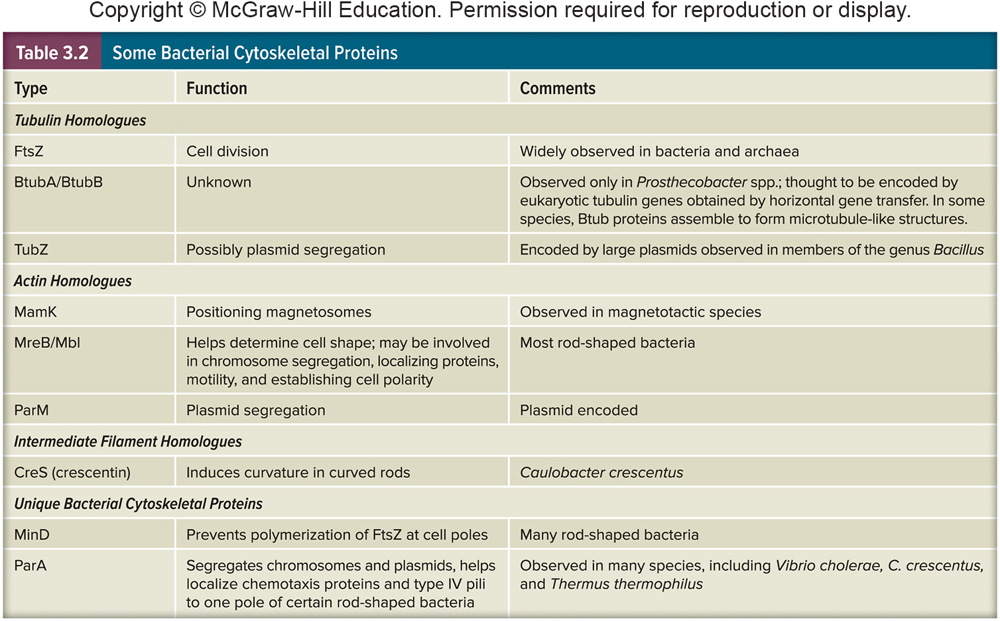 Copyright © McGraw-Hill Education. Permission required for reproduction or display.
Table 3.2 Some Bacterial Cytoskeletal Proteins
Type Function Comments
Tubulin Homologues
FtsZ Cell division Widely observed in bacteria and archaea
BtubA/BtubB Unknown Observed only in Prosthecobacter spp.; thought to be encoded by
eukaryotic tubulin genes obtained by horizontal gene transfer. In some
species, Btub proteins assemble to form microtubule-like structures.
TubZ Possibly plasmid segregation Encoded by large plasmids observed in members of the genus Bacillus
Actin Homologues
MamK Positioning magnetosomes Observed in magnetotactic species
MreB/Mbl Helps determine cell shape; may be involved Most rod-shaped bacteria
in chromosome segregation, localizing proteins,
motility, and establishing cell polarity
ParM Plasmid segregation Plasmid encoded
Intermediate Filament Homologues
CreS (crescentin) Induces curvature in curved rods Caulobacter crescentus
Unique Bacterial Cytoskeletal Proteins
MinD Prevents polymerization of FtsZ at cell poles Many rod-shaped bacteria
ParA Segregates chromosomes and plasmids, helps Observed in many species, including Vibrio cholerae, C. crescentus,
localize chemotaxis proteins and type IV pili and Thermus thermophilus
to one pole of certain rod-shaped bacteria